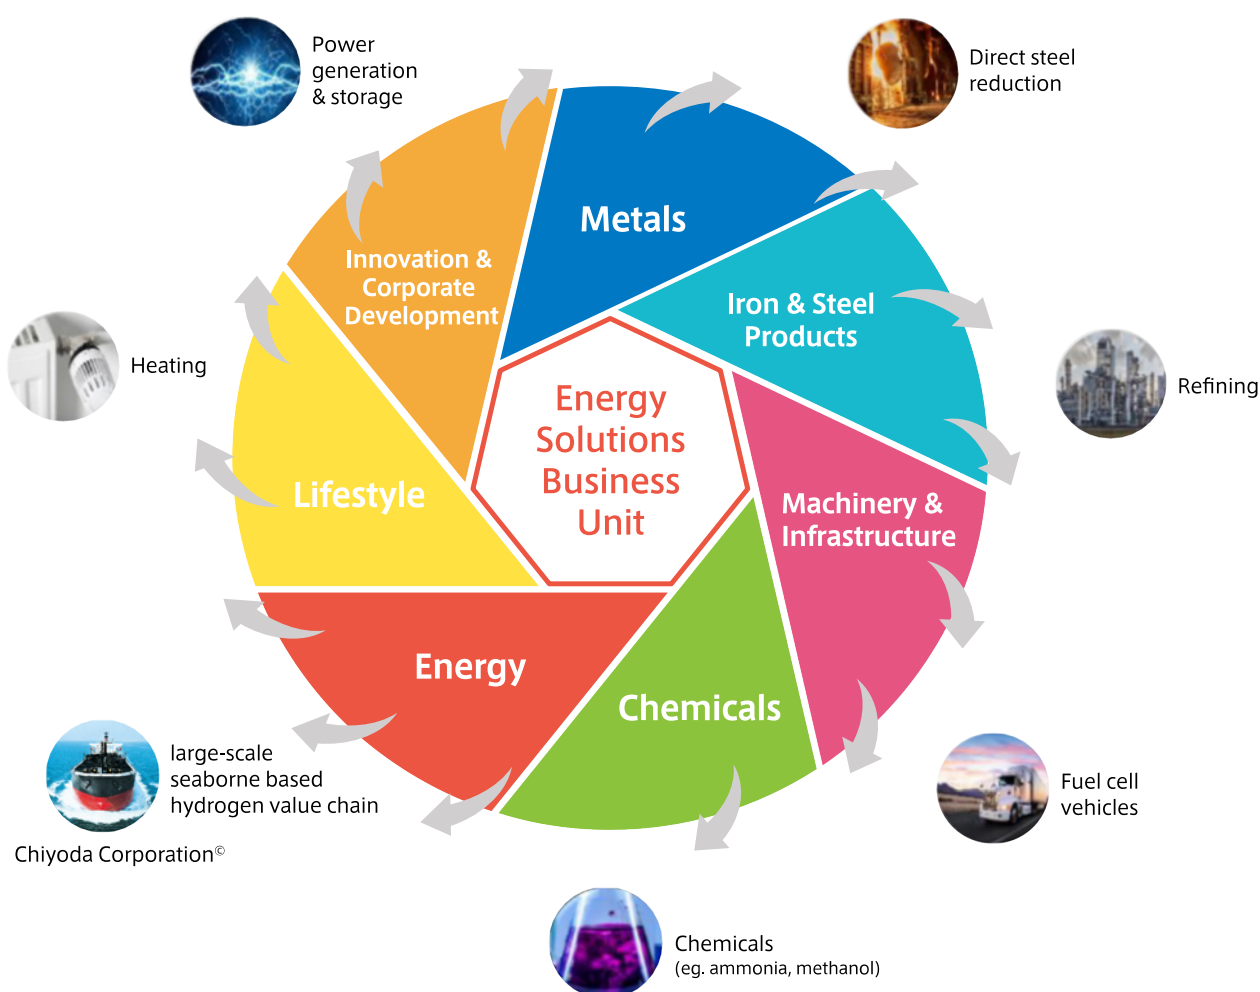 Power
generation
& storage
Direct steel
reduction
Metals
Innovation &
Corporate
Development
Iron & Steel
Products
Heating
Refining
Energy
Solutions
Business
Unit
Lifestyle
Machinery &
Infrastructure
Energy
Chemicals
large-scale
seaborne based
hydrogen value chain
Chiyoda Corporation©
Fuel cell
vehicles
Chemicals
(eg. ammonia, methanol)